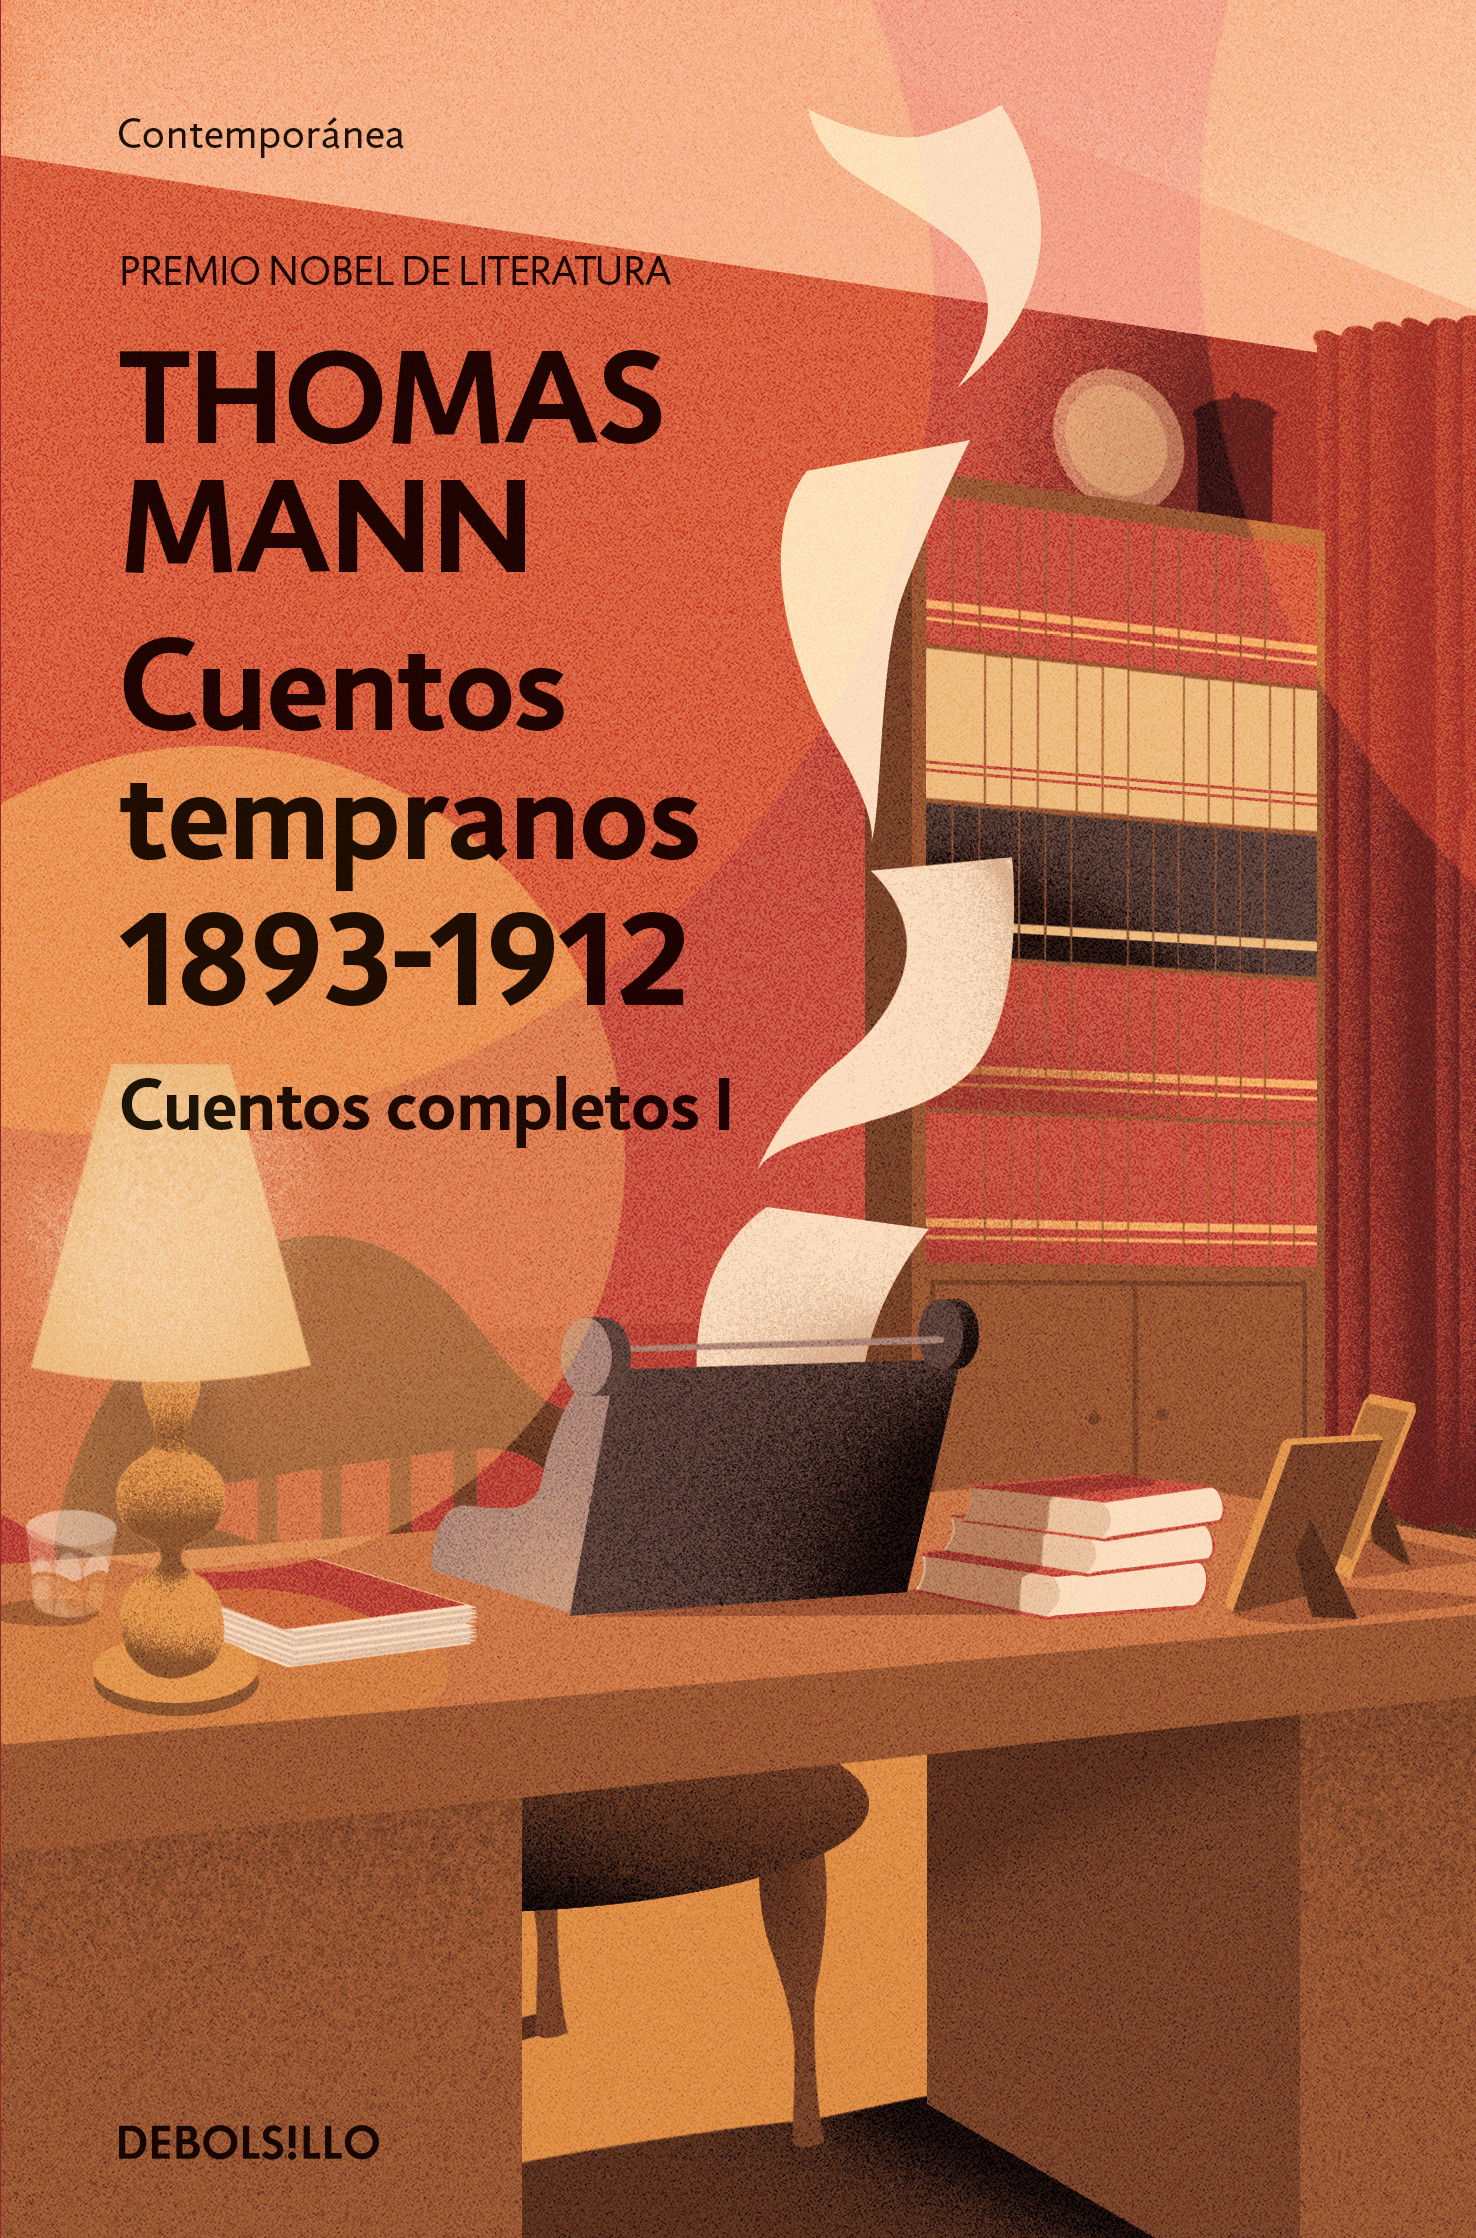 Contemporánea
PREMIO NOBEL DE LITERATURA
THOMAS
MANN
Cuentos
tempranos
1893-1912
Cuentos completos I
DEBOLS!LLO